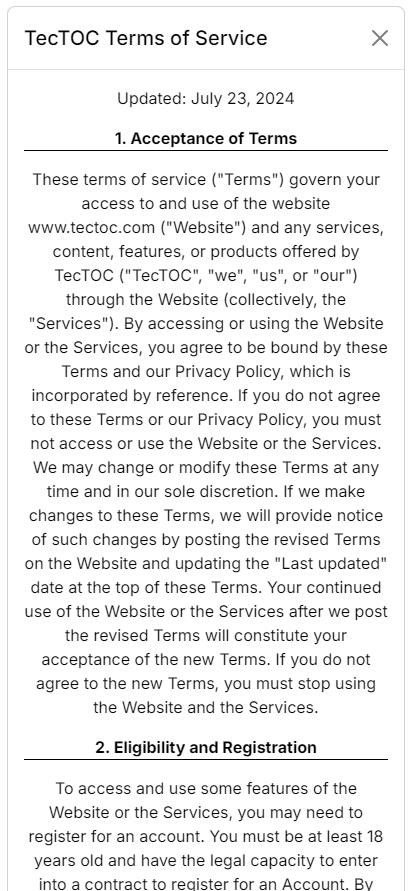 TecTOC Terms of Service
Updated: July 23, 2024
1. Acceptance of Terms
These terms of service ("Terms") govern your
access to and use of the website
www.tectoc.com ("Website") and any services,
content, features, or products offered by
TecTOC ("TecTOC", "we", "us", or "our")
through the Website (collectively, the
"Services"). By accessing or using the Website
or the Services, you agree to be bound by these
Terms and our Privacy Policy, which is
incorporated by reference. If you do not agree
to these Terms or our Privacy Policy, you must
not access or use the Website or the Services.
We may change or modify these Terms at any
time and in our sole discretion. If we make
changes to these Terms, we will provide notice
of such changes by posting the revised Terms
on the Website and updating the "Last updated"
date at the top of these Terms. Your continued
use of the Website or the Services after we post
the revised Terms will constitute your
acceptance of the new Terms. If you do not
agree to the new Terms, you must stop using
the Website and the Services.
2. Eligibility and Registration
To access and use some features of the
Website or the Services, you may need to
register for an account. You must be at least 18
years old and have the legal capacity to enter
into a contract to register for an Account. By